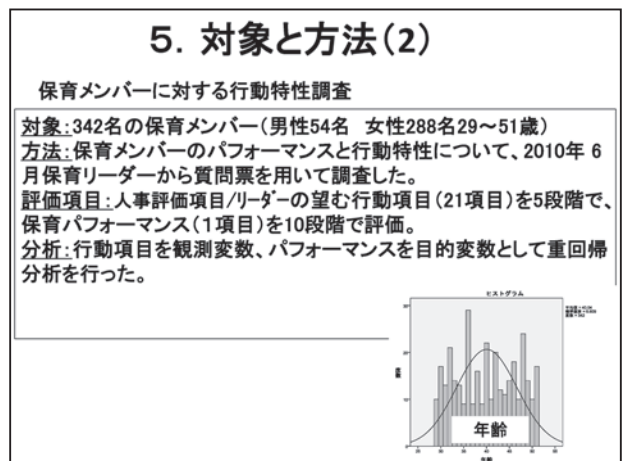 5. 対象と方法(2)
保育メンバーに対する行動特性調査
対象:342名の保育メンバー(男性54名　女性288名29~51歳)
方法:保育メンバーのパフォーマンスと行動特性について、2010年 6
月保育リーダーから質問票を用いて調査した。
評価項目:人事評価項目/リーダーの望む行動項目(21項目)を5段階で、
保育パフォーマンス(1項目)を10段階で評価。
分析:行動項目を観測変数、パフォーマンスを目的変数として重回帰
分析を行った。
ヒストグラム
年齢